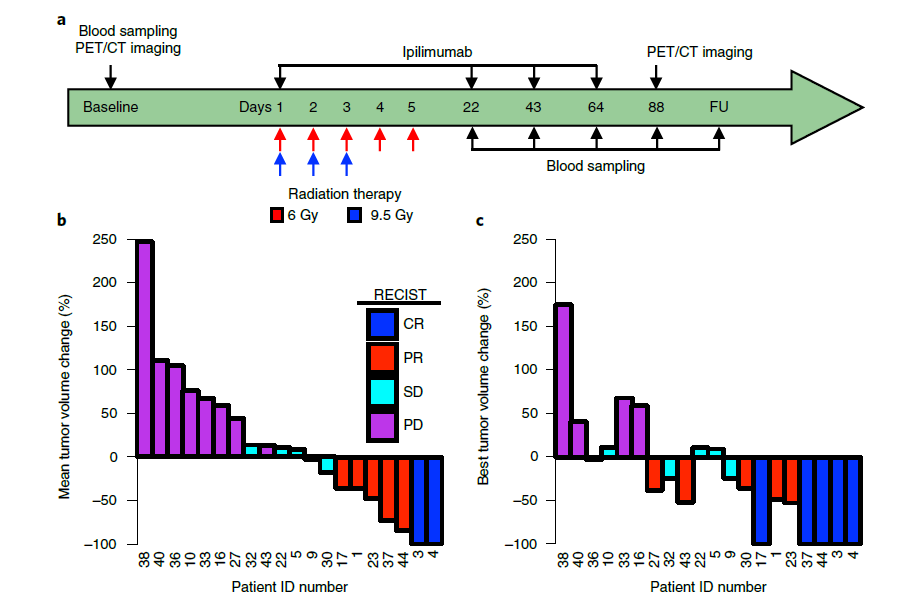 a
Blood sampling
PET/CT imaging
Ipilimumab
PET/CT imaging
Baseline
Days 1 2 3 4 5 22 43 64 88 FU
Blood sampling
Radiation therapy
6 Gy 9.5 Gy
b
Mean tumor volume change (%)
250
200
150
100
50
0
−50
−100
RECIST
CR
PR
SD
PD
38 40 36 10 33 16 27 32 43 22 5 9 30 17 1 23 37 44 3 4
Patient ID number
c
Best tumor volume change (%)
250
200
150
100
50
0
−50
−100
38 40 36 10 33 16 27 32 43 22 5 9 30 17 1 23 37 44 3 4
Patient ID number